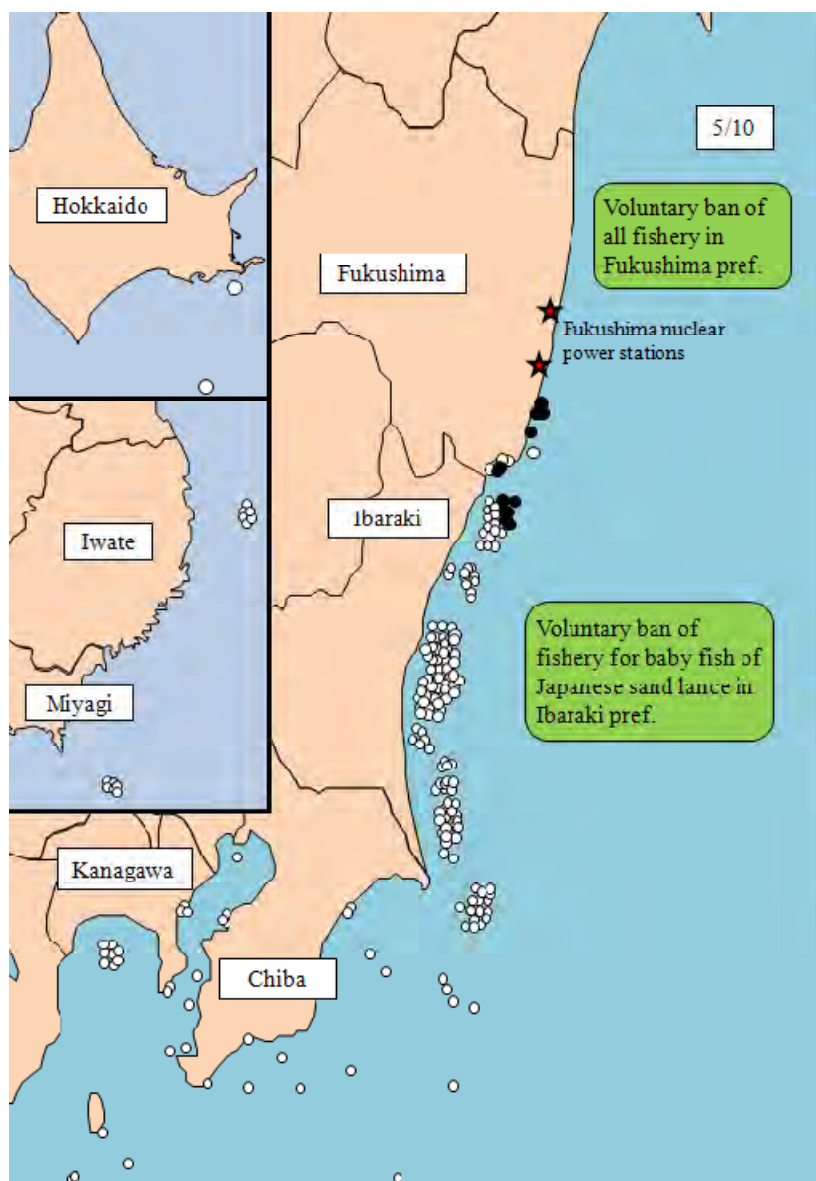 5/10
Hokkaido
Voluntary ban of
all fishery in
Fukushima pref.
Fukushima
Fukushima nuclear
power stations
Ibaraki
Iwate
Voluntary ban of
fishery for baby fish of
Japanese sand lance in
Ibaraki pref.
Miyagi
Kanagawa
Chiba